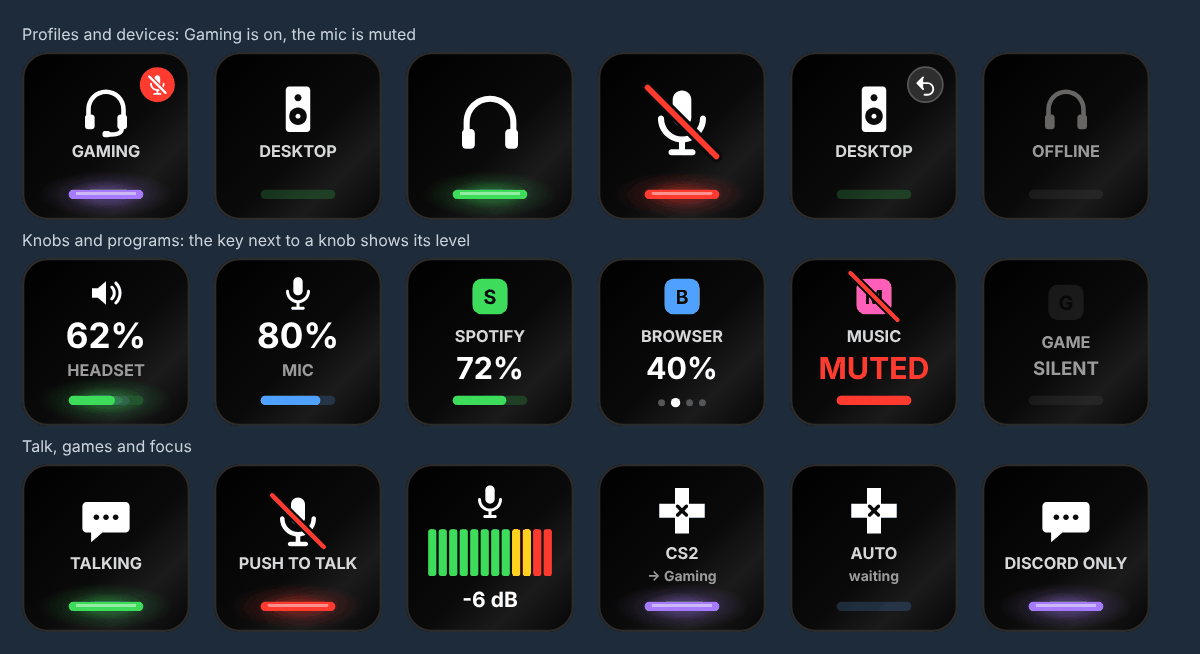 Profiles and devices: Gaming is on, the mic is muted
GAMING
DESKTOP
DESKTOP
OFFLINE
Knobs and programs: the key next to a knob shows its level
62%
HEADSET
80%
MIC
S
SPOTIFY
72%
B
BROWSER
40%
M
MUSIC
MUTED
G
GAME
SILENT
Talk, games and focus
TALKING
PUSH TO TALK
-6 dB
CS2
→ Gaming
AUTO
waiting
DISCORD ONLY